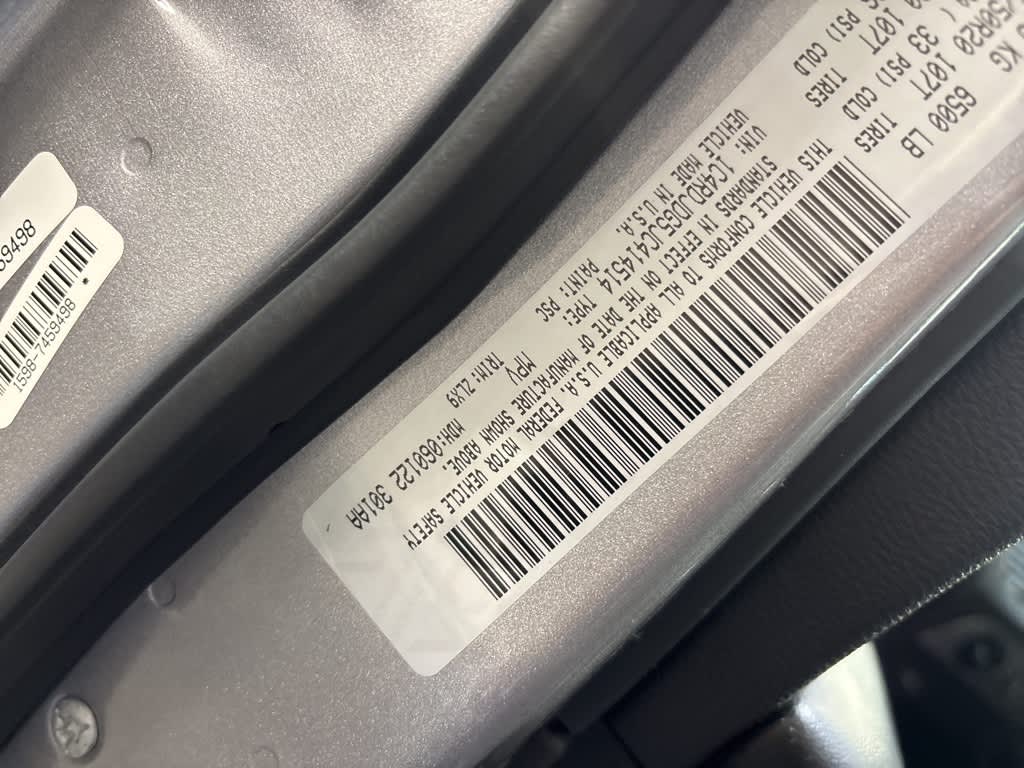 KG 6500 LB
/50R20 107T TIRES
33 PSI) COLD
107T TIRES
PSI) COLD
THIS VEHICLE CONFORMS TO ALL APPLICABLE U.S.A. FEDERAL MOTOR VEHICLE SAFETY
STANDARDS IN EFFECT ON THE DATE OF MANUFACTURE SHOWN ABOVE.
VIN: 1C4RDJDG5JC414514 TYPE: MPV MDH:060122 301AA
VEHICLE MADE IN U.S.A. PAINT: PSC TRIM: ZLX9
59498
1598-7459498